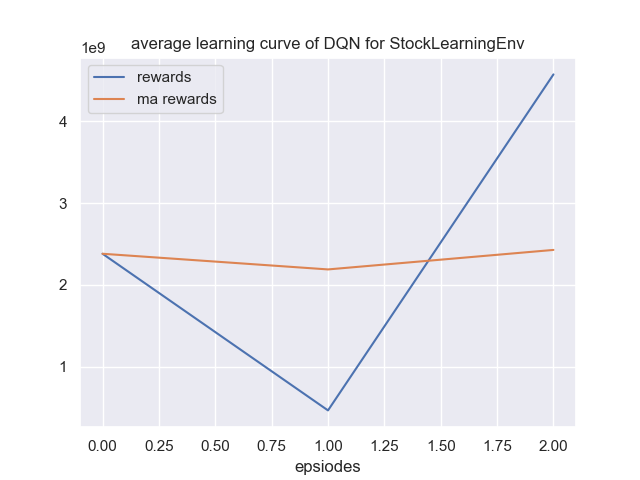 average learning curve of DQN for StockLearningEnv
1e9
rewards
ma rewards
4
3
2
1
0.00 0.25 0.50 0.75 1.00 1.25 1.50 1.75 2.00
epsiodes